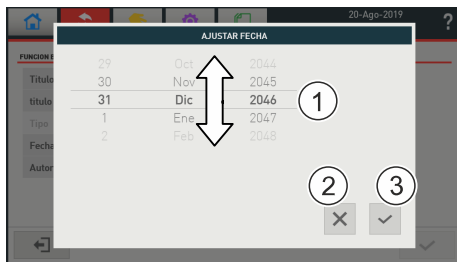 20-Ago-2019
?
AJUSTAR FECHA
FUNCION E
Titulo
titulo
Tipo
Fecha
Autor
29 Oct 2044
30 Nov 2045
31 Dic 2046
1 Ene 2047
2 Feb 2048
1
2
3